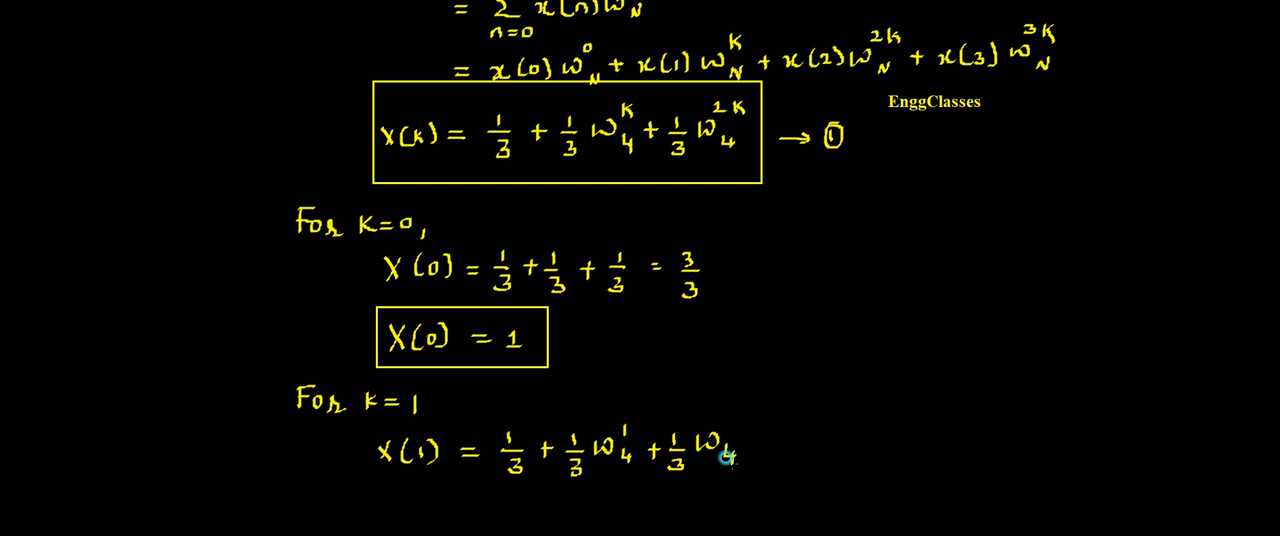 = Σ_{n=0} x(n) W_N
= x(0) W_N^0 + x(1) W_N^K + x(2) W_N^{2K} + x(3) W_N^{3K}
EnggClasses
X(k) = 1/3 + 1/3 W_4^K + 1/3 W_4^{2K} → ①
For K=0,
X(0) = 1/3 + 1/3 + 1/3 = 3/3
X(0) = 1
For K=1
X(1) = 1/3 + 1/3 W_4^1 + 1/3 W_4